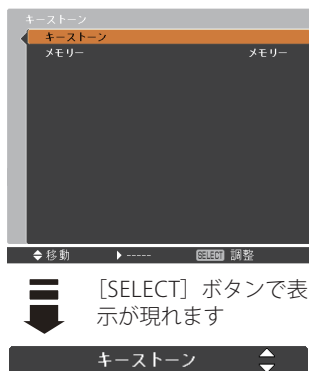 キーストーン
キーストーン
メモリー メモリー
移動 ----- SELECT 調整
［SELECT］ボタンで表
示が現れます
キーストーン